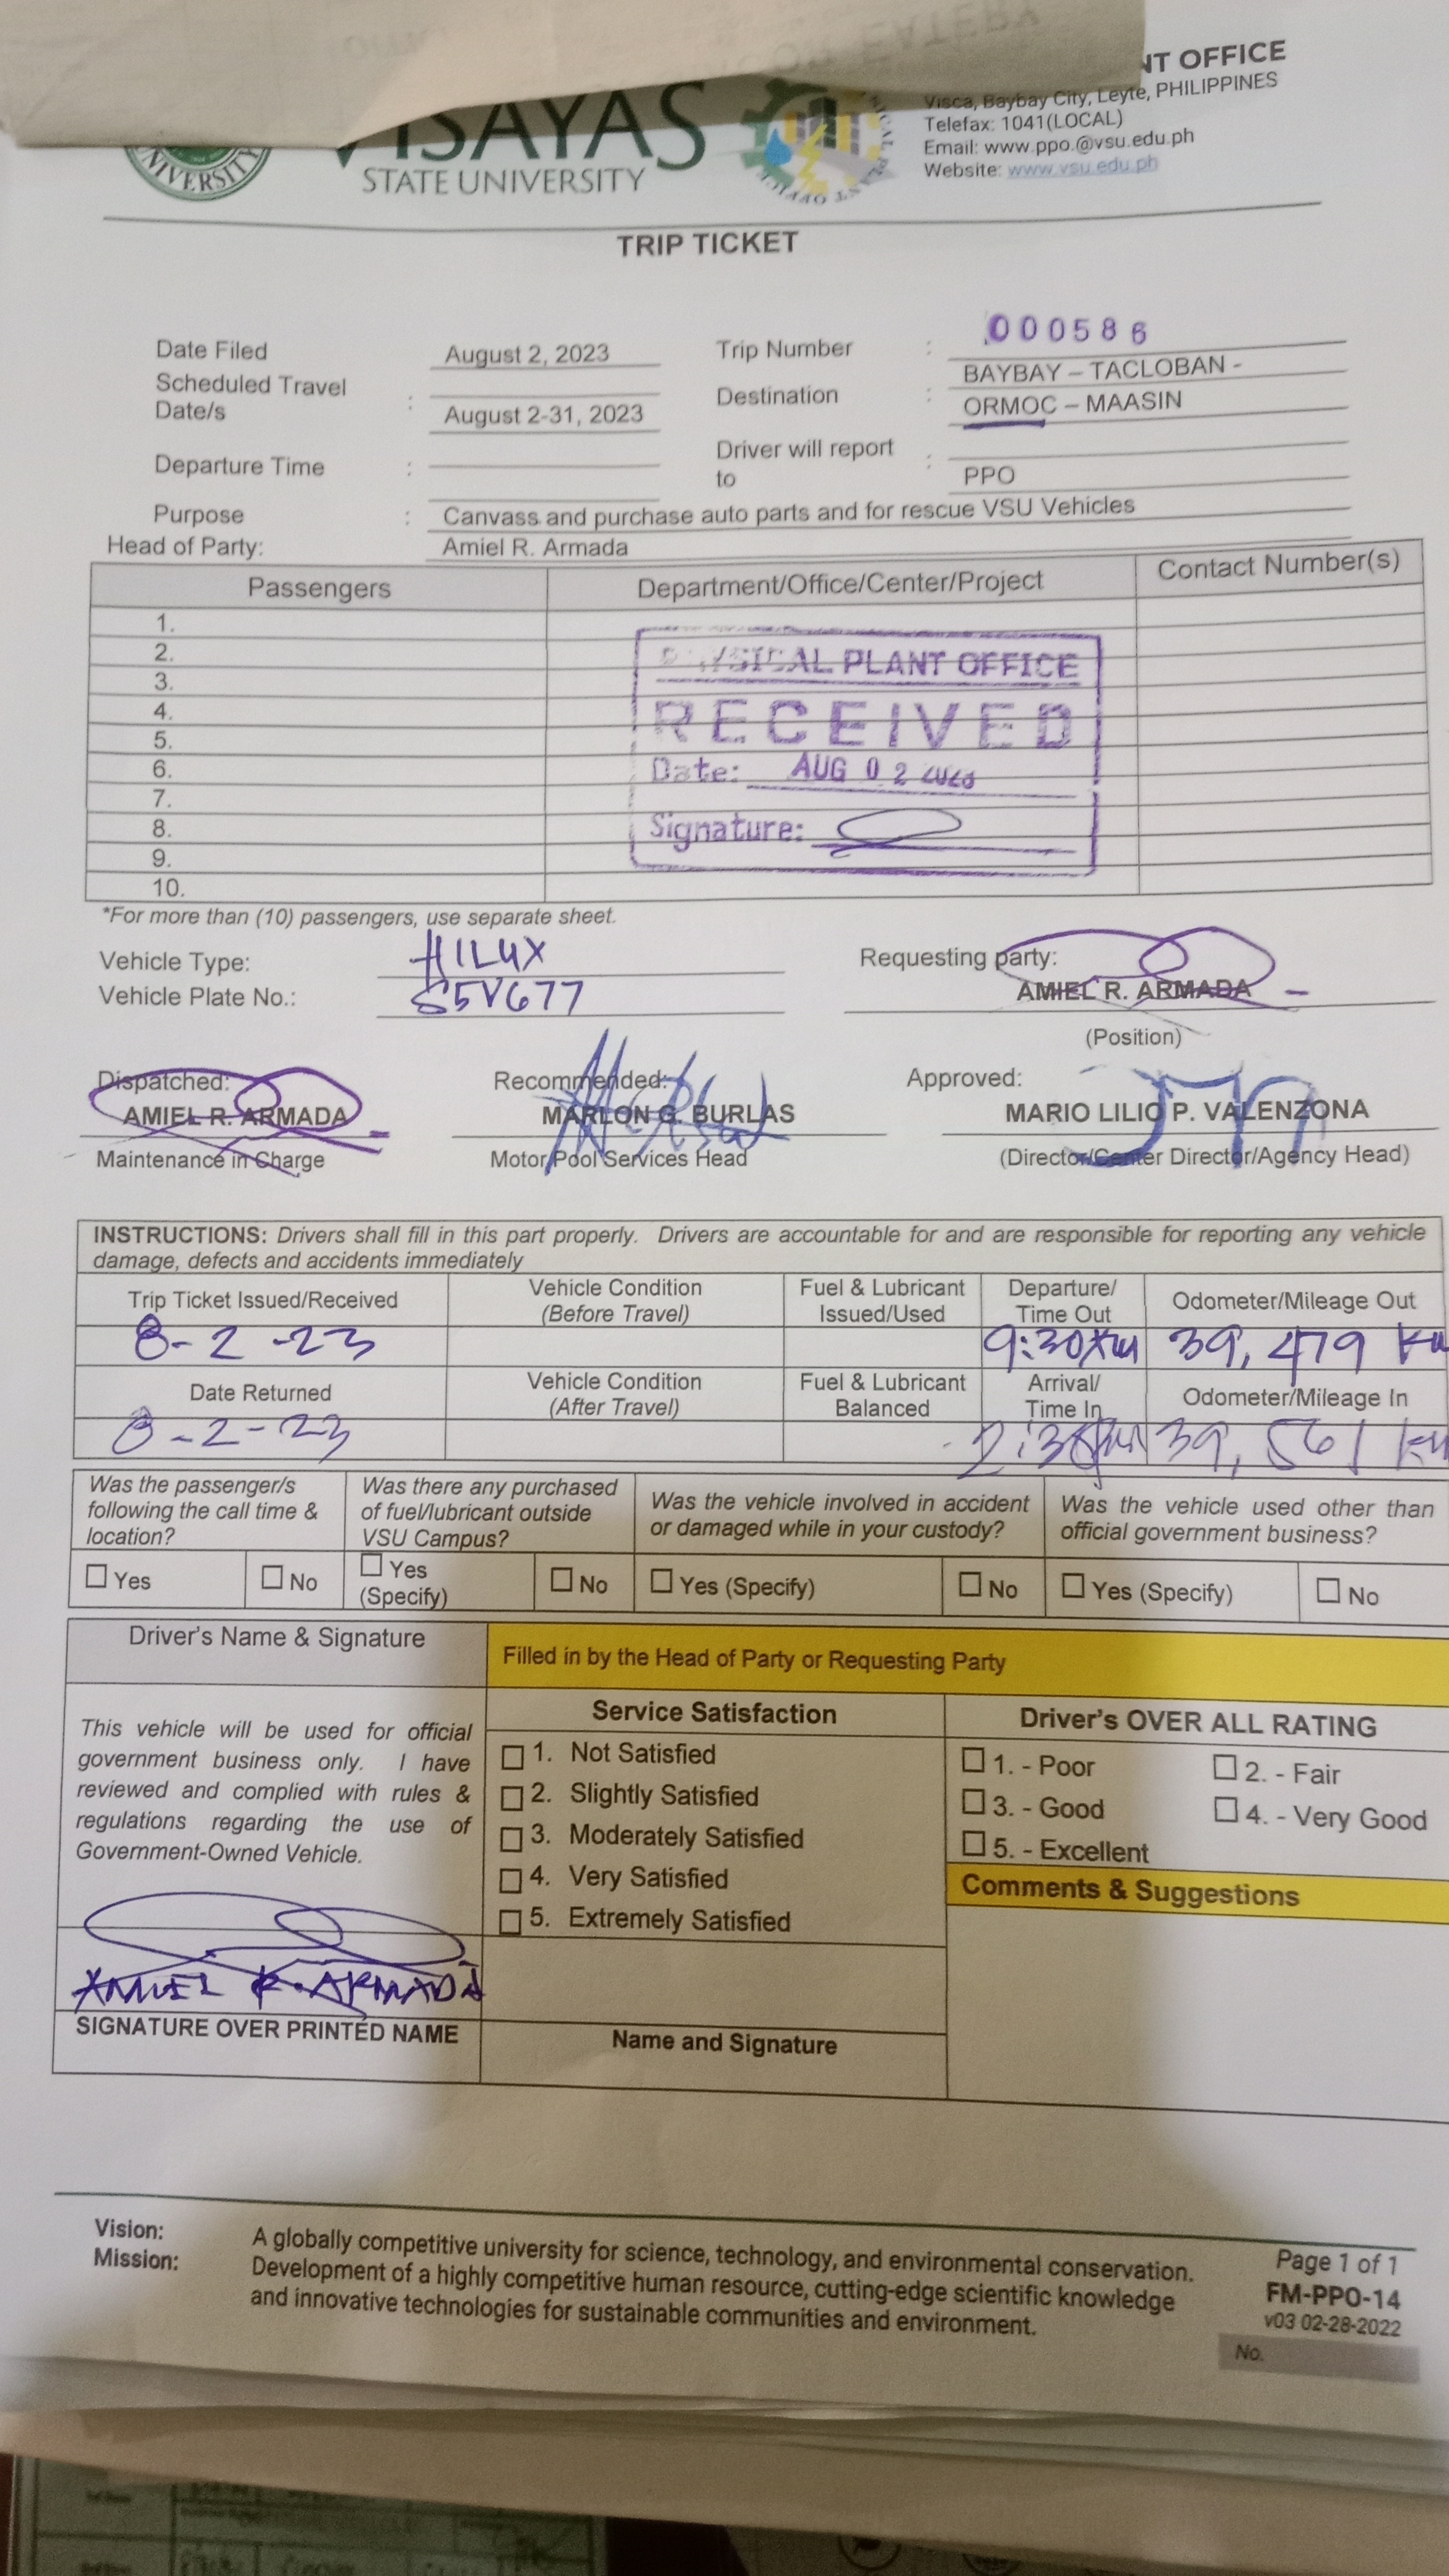 NT OFFICE
VISAYAS
STATE UNIVERSITY
Visca, Baybay City, Leyte, PHILIPPINES
Telefax: 1041(LOCAL)
Email: www.ppo.@vsu.edu.ph
Website: www.vsu.edu.ph
TRIP TICKET
Date Filed August 2, 2023 Trip Number : 000586
Scheduled Travel Date/s : August 2-31, 2023 Destination : BAYBAY – TACLOBAN - ORMOC – MAASIN
Departure Time : Driver will report to : PPO
Purpose : Canvass and purchase auto parts and for rescue VSU Vehicles
Head of Party: Amiel R. Armada
Passengers Department/Office/Center/Project Contact Number(s)
1.
2.
3.
4.
5.
6.
7.
8.
9.
10.
PHYSICAL PLANT OFFICE
RECEIVED
Date: AUG 02
Signature:
*For more than (10) passengers, use separate sheet.
Vehicle Type: HILUX
Vehicle Plate No.: S5V677
Requesting party:
AMIEL R. ARMADA
(Position)
Dispatched: Recommended: Approved:
AMIEL R. ARMADA MARLON G. BURLAS MARIO LILIO P. VALENZONA
Maintenance in Charge Motor Pool Services Head (Director/Center Director/Agency Head)
INSTRUCTIONS: Drivers shall fill in this part properly. Drivers are accountable for and are responsible for reporting any vehicle
damage, defects and accidents immediately
Trip Ticket Issued/Received Vehicle Condition (Before Travel) Fuel & Lubricant Issued/Used Departure/ Time Out Odometer/Mileage Out
8-2-23 9:30AM 39,479 Km
Date Returned Vehicle Condition (After Travel) Fuel & Lubricant Balanced Arrival/ Time In Odometer/Mileage In
8-2-23 39,561 Km
Was the passenger/s following the call time & location? Was there any purchased of fuel/lubricant outside VSU Campus? Was the vehicle involved in accident or damaged while in your custody? Was the vehicle used other than official government business?
☐ Yes ☐ No ☐ Yes (Specify) ☐ No ☐ Yes (Specify) ☐ No ☐ Yes (Specify) ☐ No
Driver's Name & Signature
Filled in by the Head of Party or Requesting Party
This vehicle will be used for official
government business only. I have
reviewed and complied with rules &
regulations regarding the use of
Government-Owned Vehicle.
AMIEL R. ARMADA
SIGNATURE OVER PRINTED NAME
Service Satisfaction
☐ 1. Not Satisfied
☐ 2. Slightly Satisfied
☐ 3. Moderately Satisfied
☐ 4. Very Satisfied
☐ 5. Extremely Satisfied
Name and Signature
Driver's OVER ALL RATING
☐ 1. - Poor ☐ 2. - Fair
☐ 3. - Good ☐ 4. - Very Good
☐ 5. - Excellent
Comments & Suggestions
Vision: A globally competitive university for science, technology, and environmental conservation.
Mission: Development of a highly competitive human resource, cutting-edge scientific knowledge
and innovative technologies for sustainable communities and environment.
Page 1 of 1
FM-PPO-14
v03 02-28-2022
No.